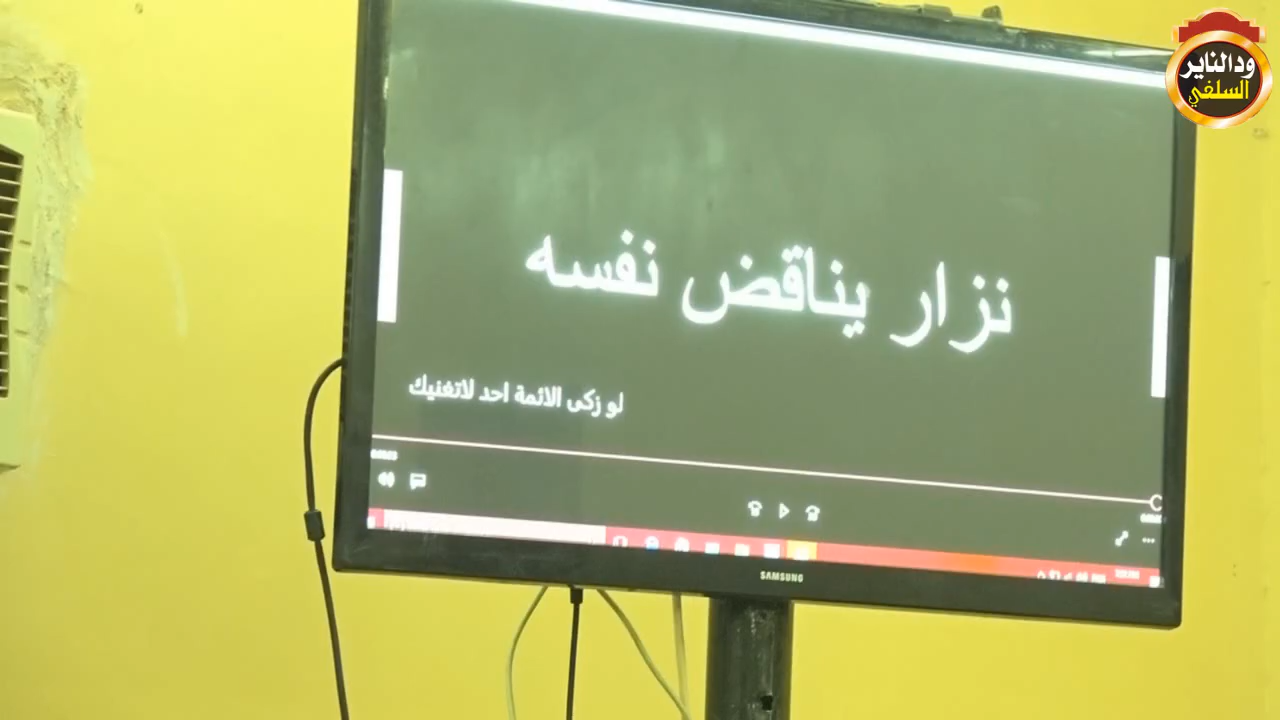 ودالناير
السلفي
نزار يناقض نفسه
لو زكى الائمة احد لاتغنيك
SAMSUNG